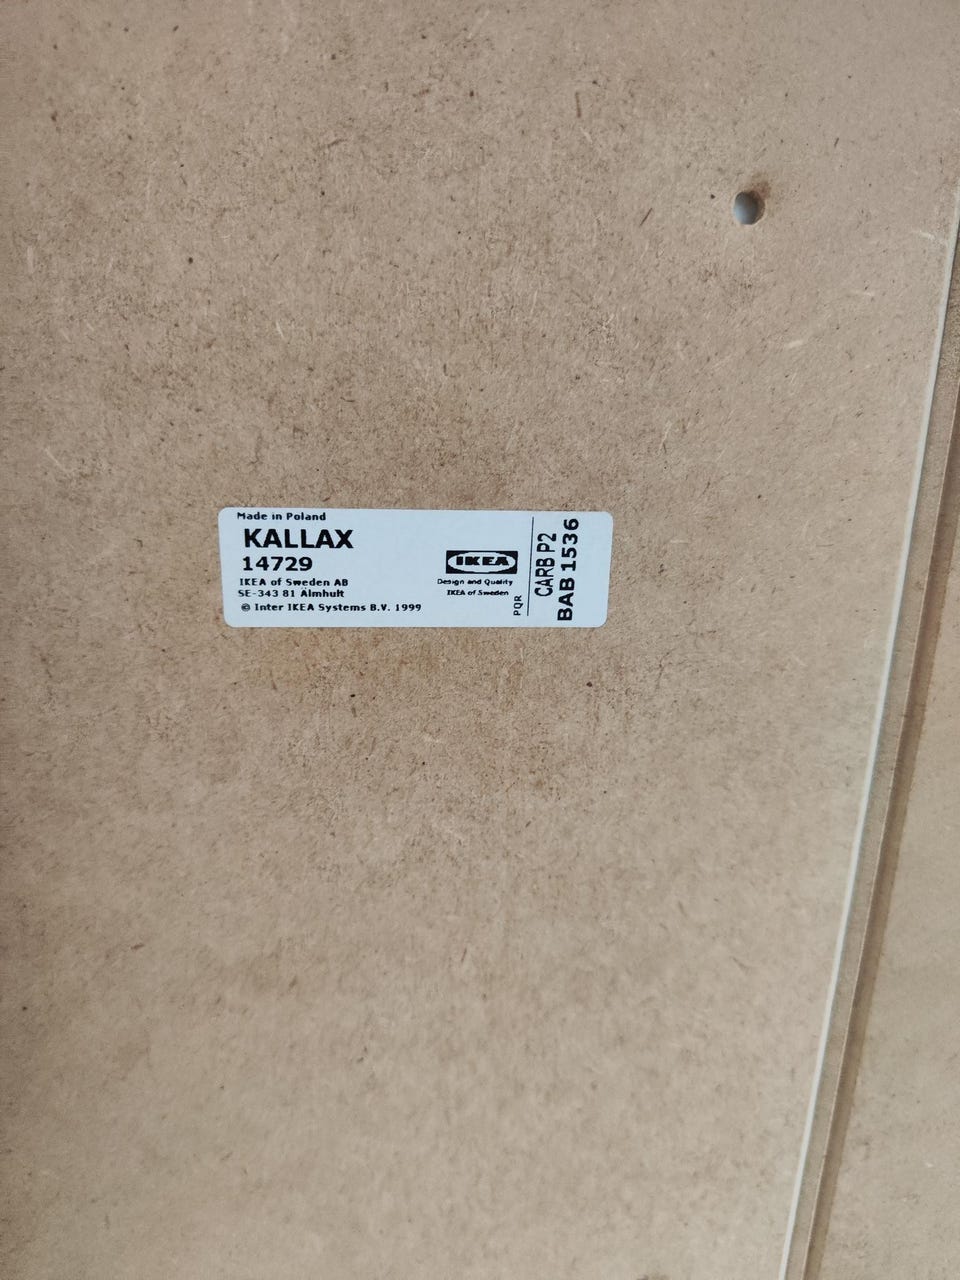 Made in Poland
KALLAX
14729
IKEA of Sweden AB
SE-343 81 Älmhult
© Inter IKEA Systems B.V. 1999
IKEA
Design and Quality
IKEA of Sweden
PQR
CARB P2
BAB 1536